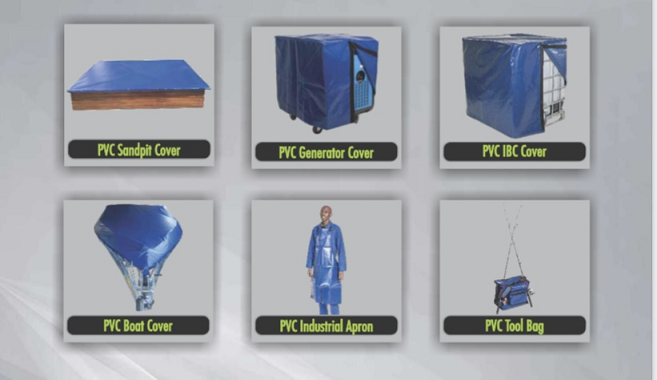 PVC Sandpit Cover
PVC Generator Cover
PVC IBC Cover
PVC Boat Cover
PVC Industrial Apron
PVC Tool Bag